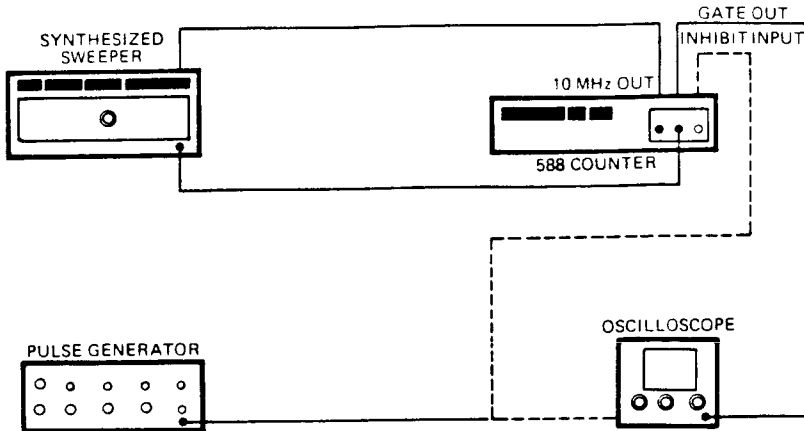 GATE OUT
SYNTHESIZED
SWEEPER
INHIBIT INPUT
10 MHz OUT
588 COUNTER
OSCILLOSCOPE
PULSE GENERATOR